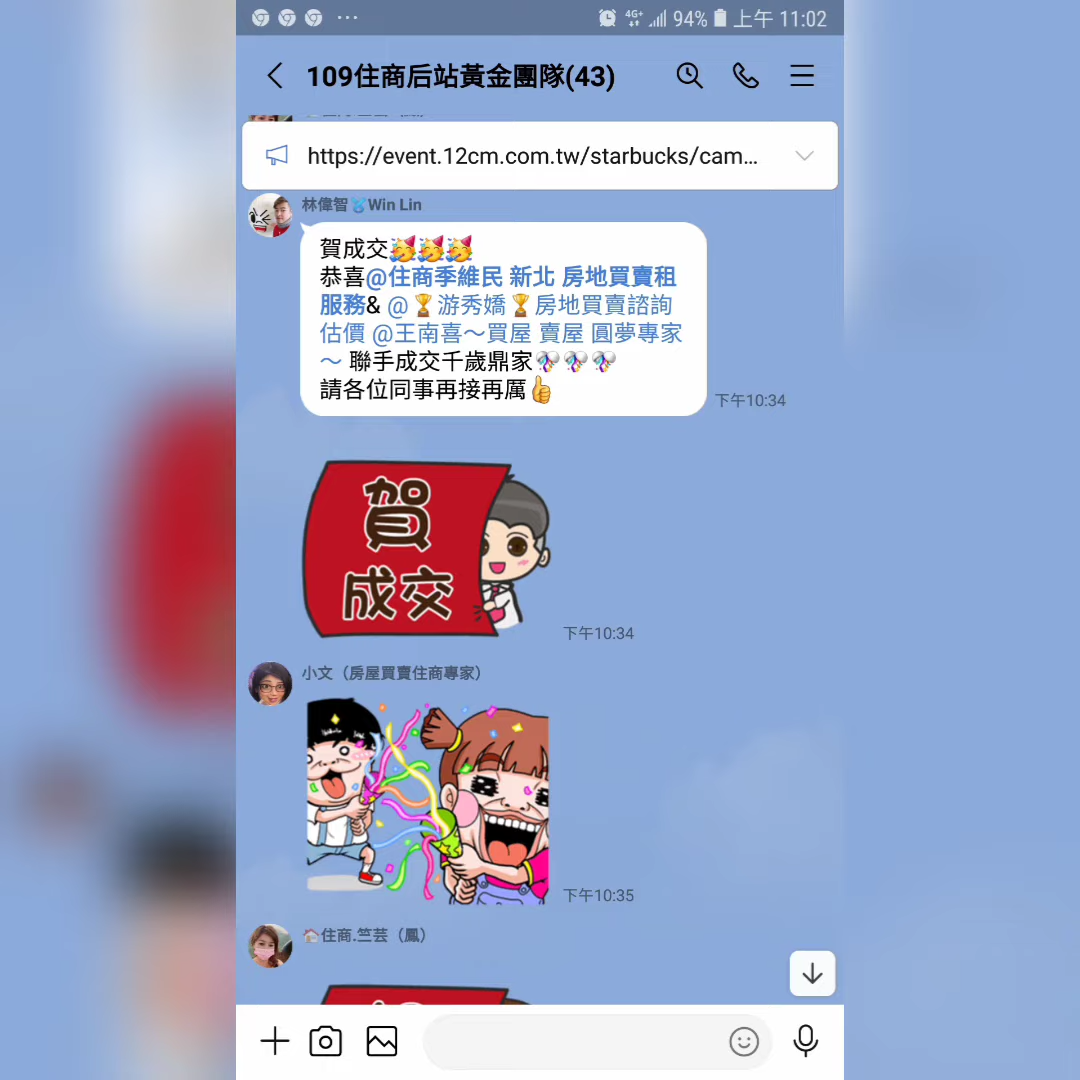 4G+ 94% 上午 11:02
109住商后站黃金團隊(43)
https://event.12cm.com.tw/starbucks/cam...
林偉智🥇Win Lin
賀成交🥳🥳🥳
恭喜@住商季維民 新北 房地買賣租
服務& @🏆游秀嬌🏆房地買賣諮詢
估價 @王南喜～買屋 賣屋 圓夢專家
～ 聯手成交千歲鼎家🎊🎊🎊
請各位同事再接再厲👍
下午10:34
賀
成交
下午10:34
小文（房屋買賣住商專家）
下午10:35
🏠住商.竺芸（鳳）